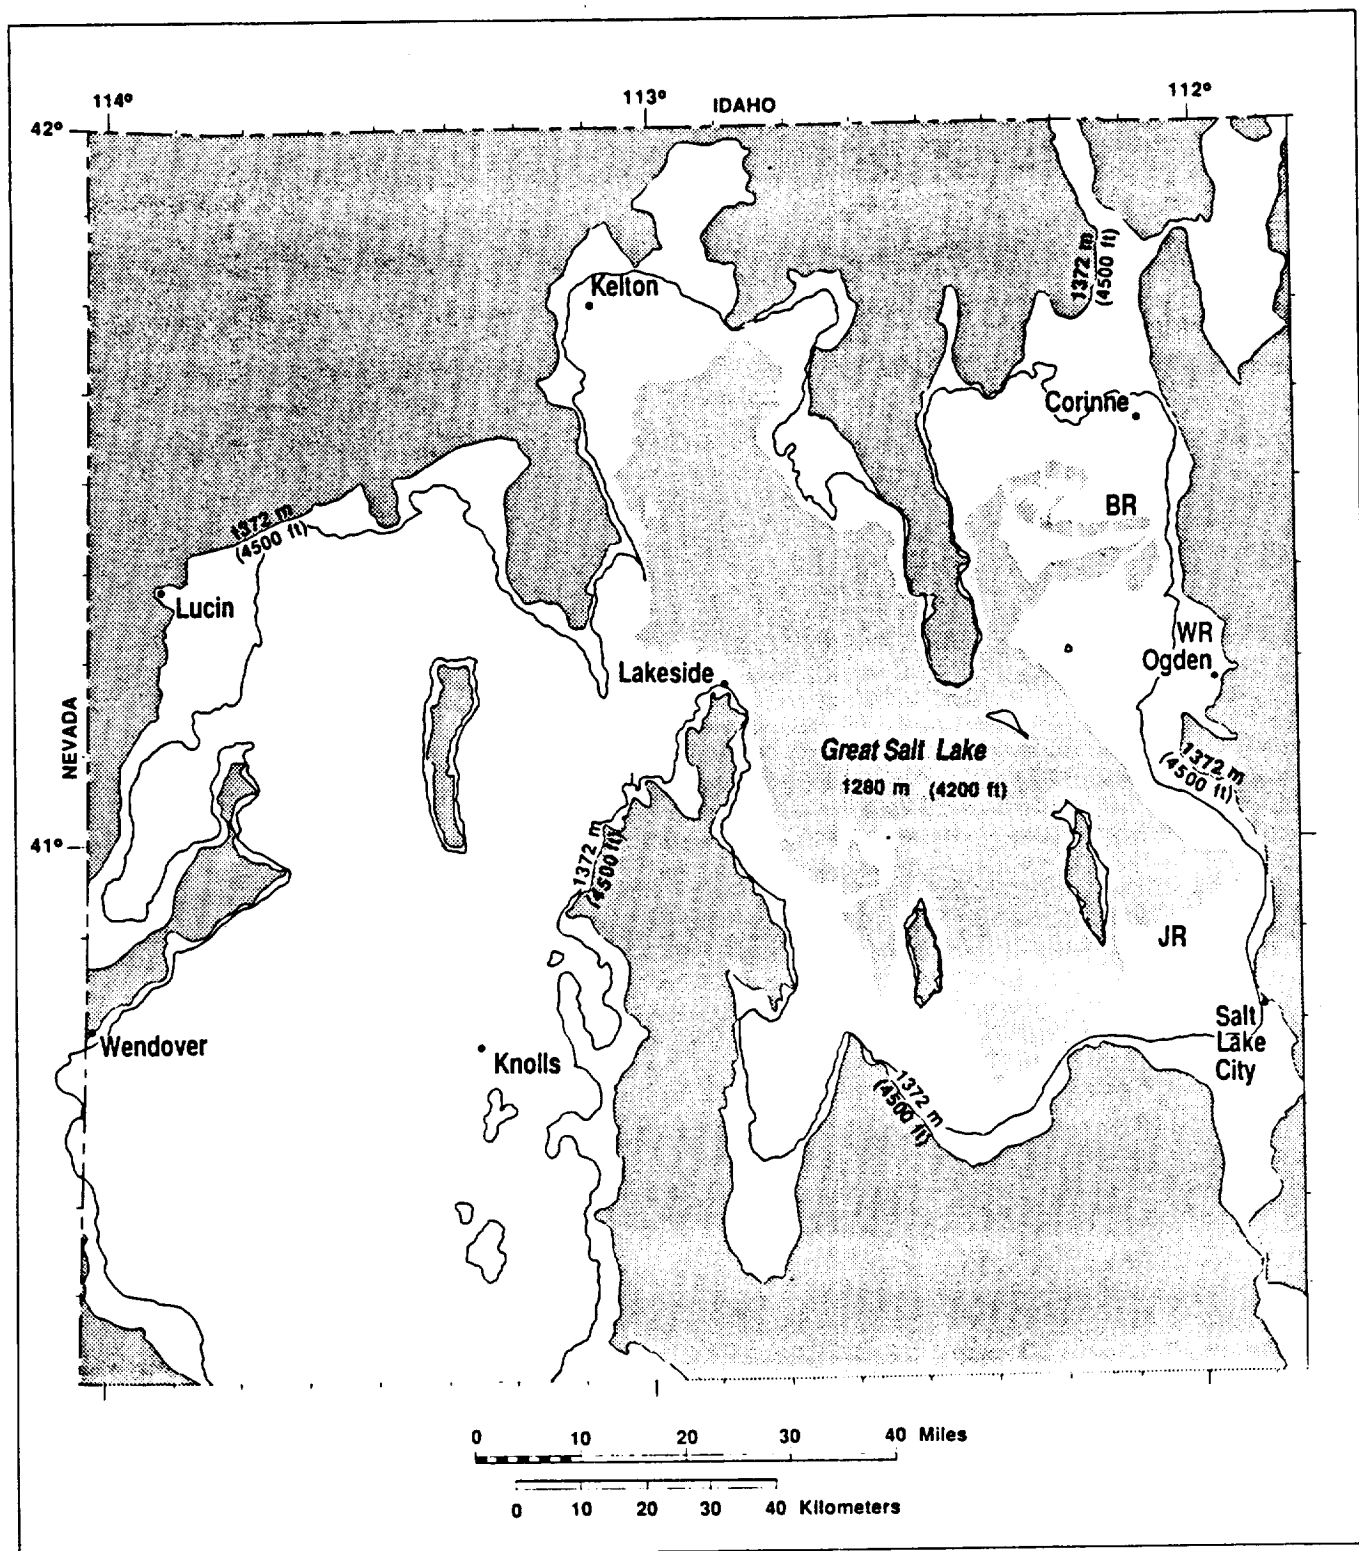 114°
113°
IDAHO
112°
42°
Kelton
1372 m
(4500 ft)
Corinne
BR
1372 m
(4500 ft)
Lucin
WR
Ogden
Lakeside
NEVADA
Great Salt Lake
1280 m (4200 ft)
1372 m
(4500 ft)
41°
1372 m
(4500 ft)
JR
Wendover
Knolls
Salt
Lake
City
1372 m
(4500 ft)
0 10 20 30 40 Miles
0 10 20 30 40 Kilometers